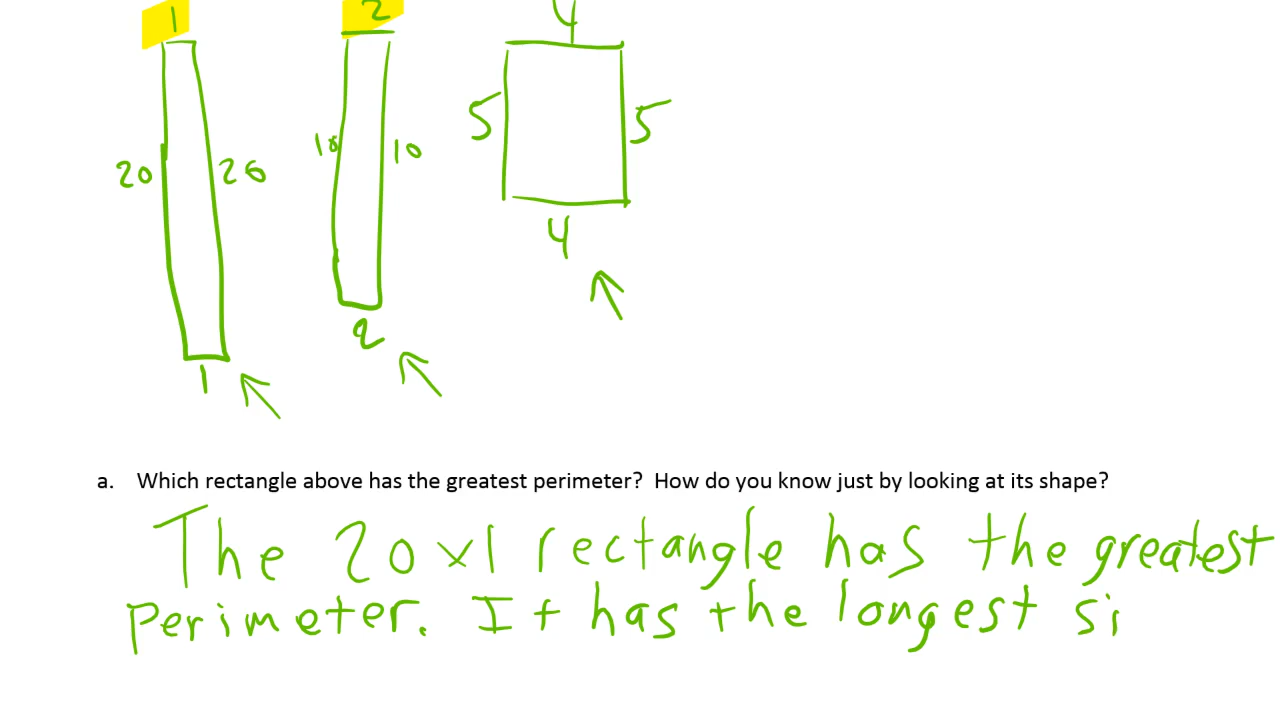 1 2 4
20 26 10 10 5 5
4
2
1
a. Which rectangle above has the greatest perimeter? How do you know just by looking at its shape?
The 20 x 1 rectangle has the greatest
perimeter. It has the longest si